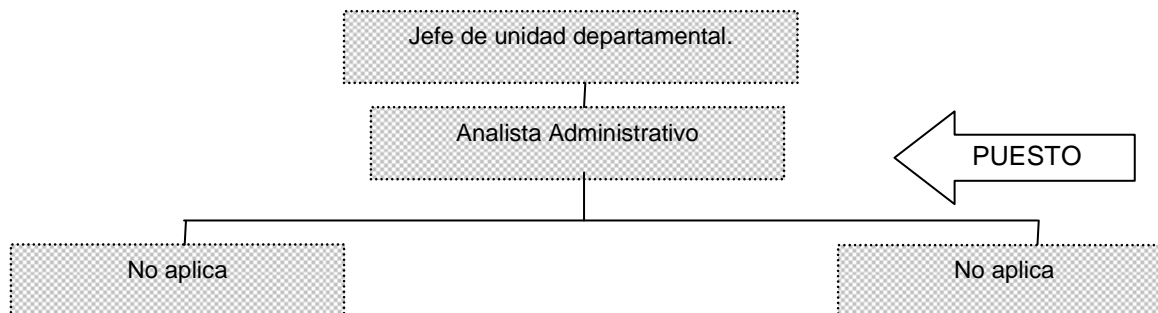 Jefe de unidad departamental.
Analista Administrativo
PUESTO
No aplica
No aplica